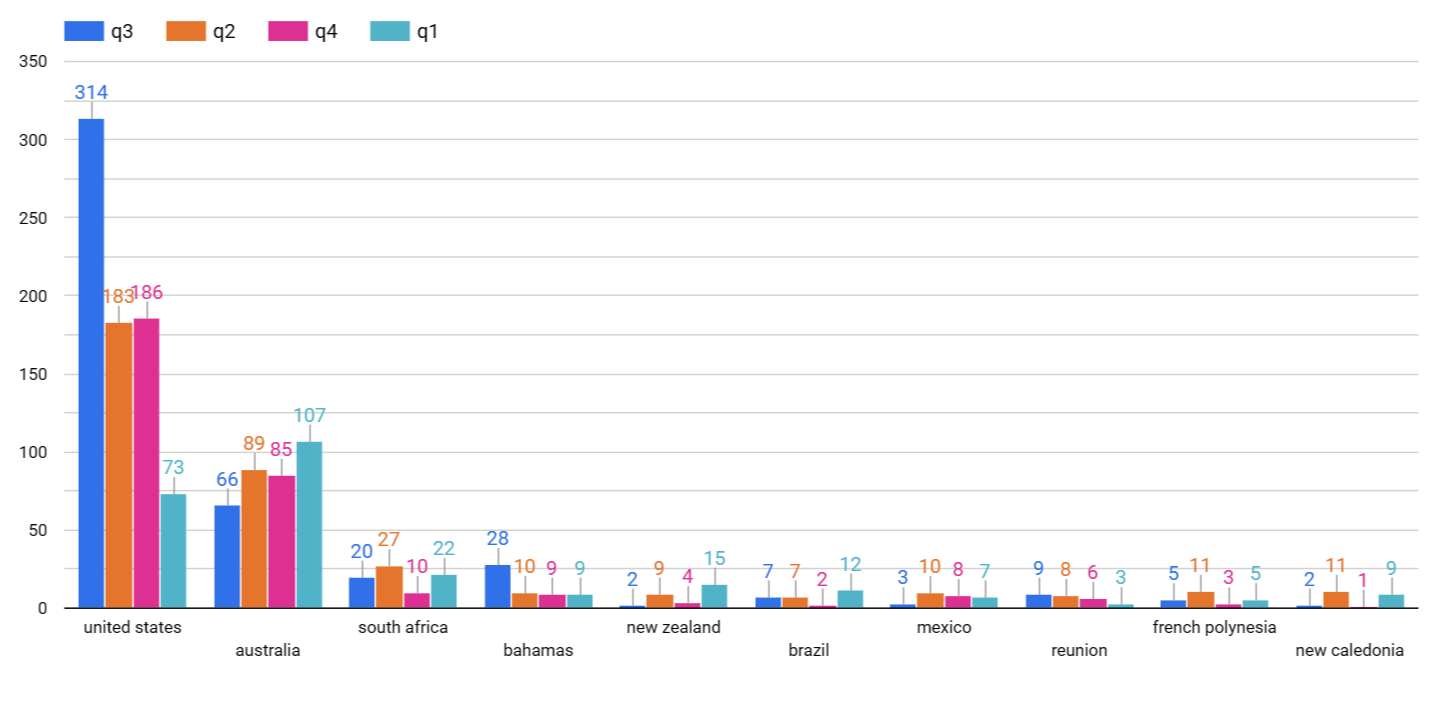 q3 q2 q4 q1
350
314
300
250
200
183 186
150
107
100
89 85
73
66
50
20 27 10 22
28 10 9 9
2 9 4 15
7 7 2 12
3 10 8 7
9 8 6 3
5 11 3 5
2 11 1 9
0
united states south africa new zealand mexico french polynesia
australia bahamas brazil reunion new caledonia